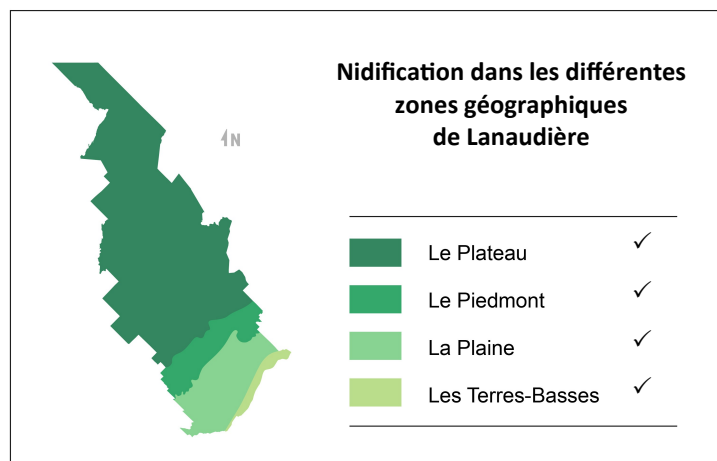 Nidification dans les différentes
zones géographiques
de Lanaudière
N
Le Plateau ✓
Le Piedmont ✓
La Plaine ✓
Les Terres-Basses ✓